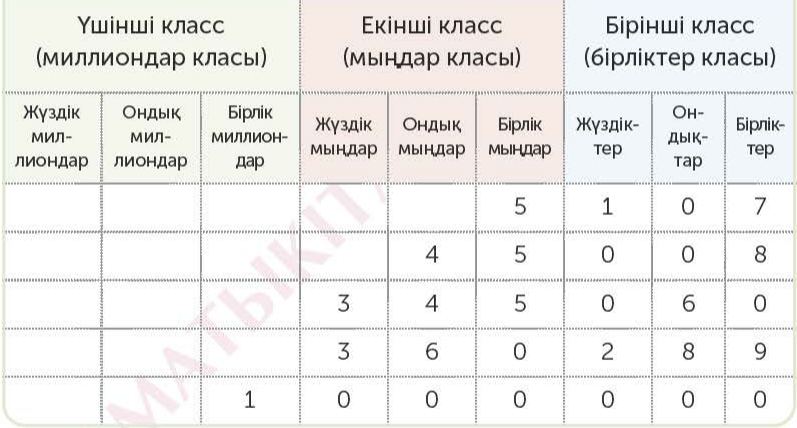 Үшінші класс
(миллиондар класы)
Екінші класс
(мыңдар класы)
Бірінші класс
(бірліктер класы)
Жүздік
мил-
лиондар
Ондық
мил-
лиондар
Бірлік
миллион-
дар
Жүздік
мыңдар
Ондық
мыңдар
Бірлік
мыңдар
Жүздік-
тер
Он-
дық-
тар
Бірлік-
тер
5 1 0 7
4 5 0 0 8
3 4 5 0 6 0
3 6 0 2 8 9
1 0 0 0 0 0 0